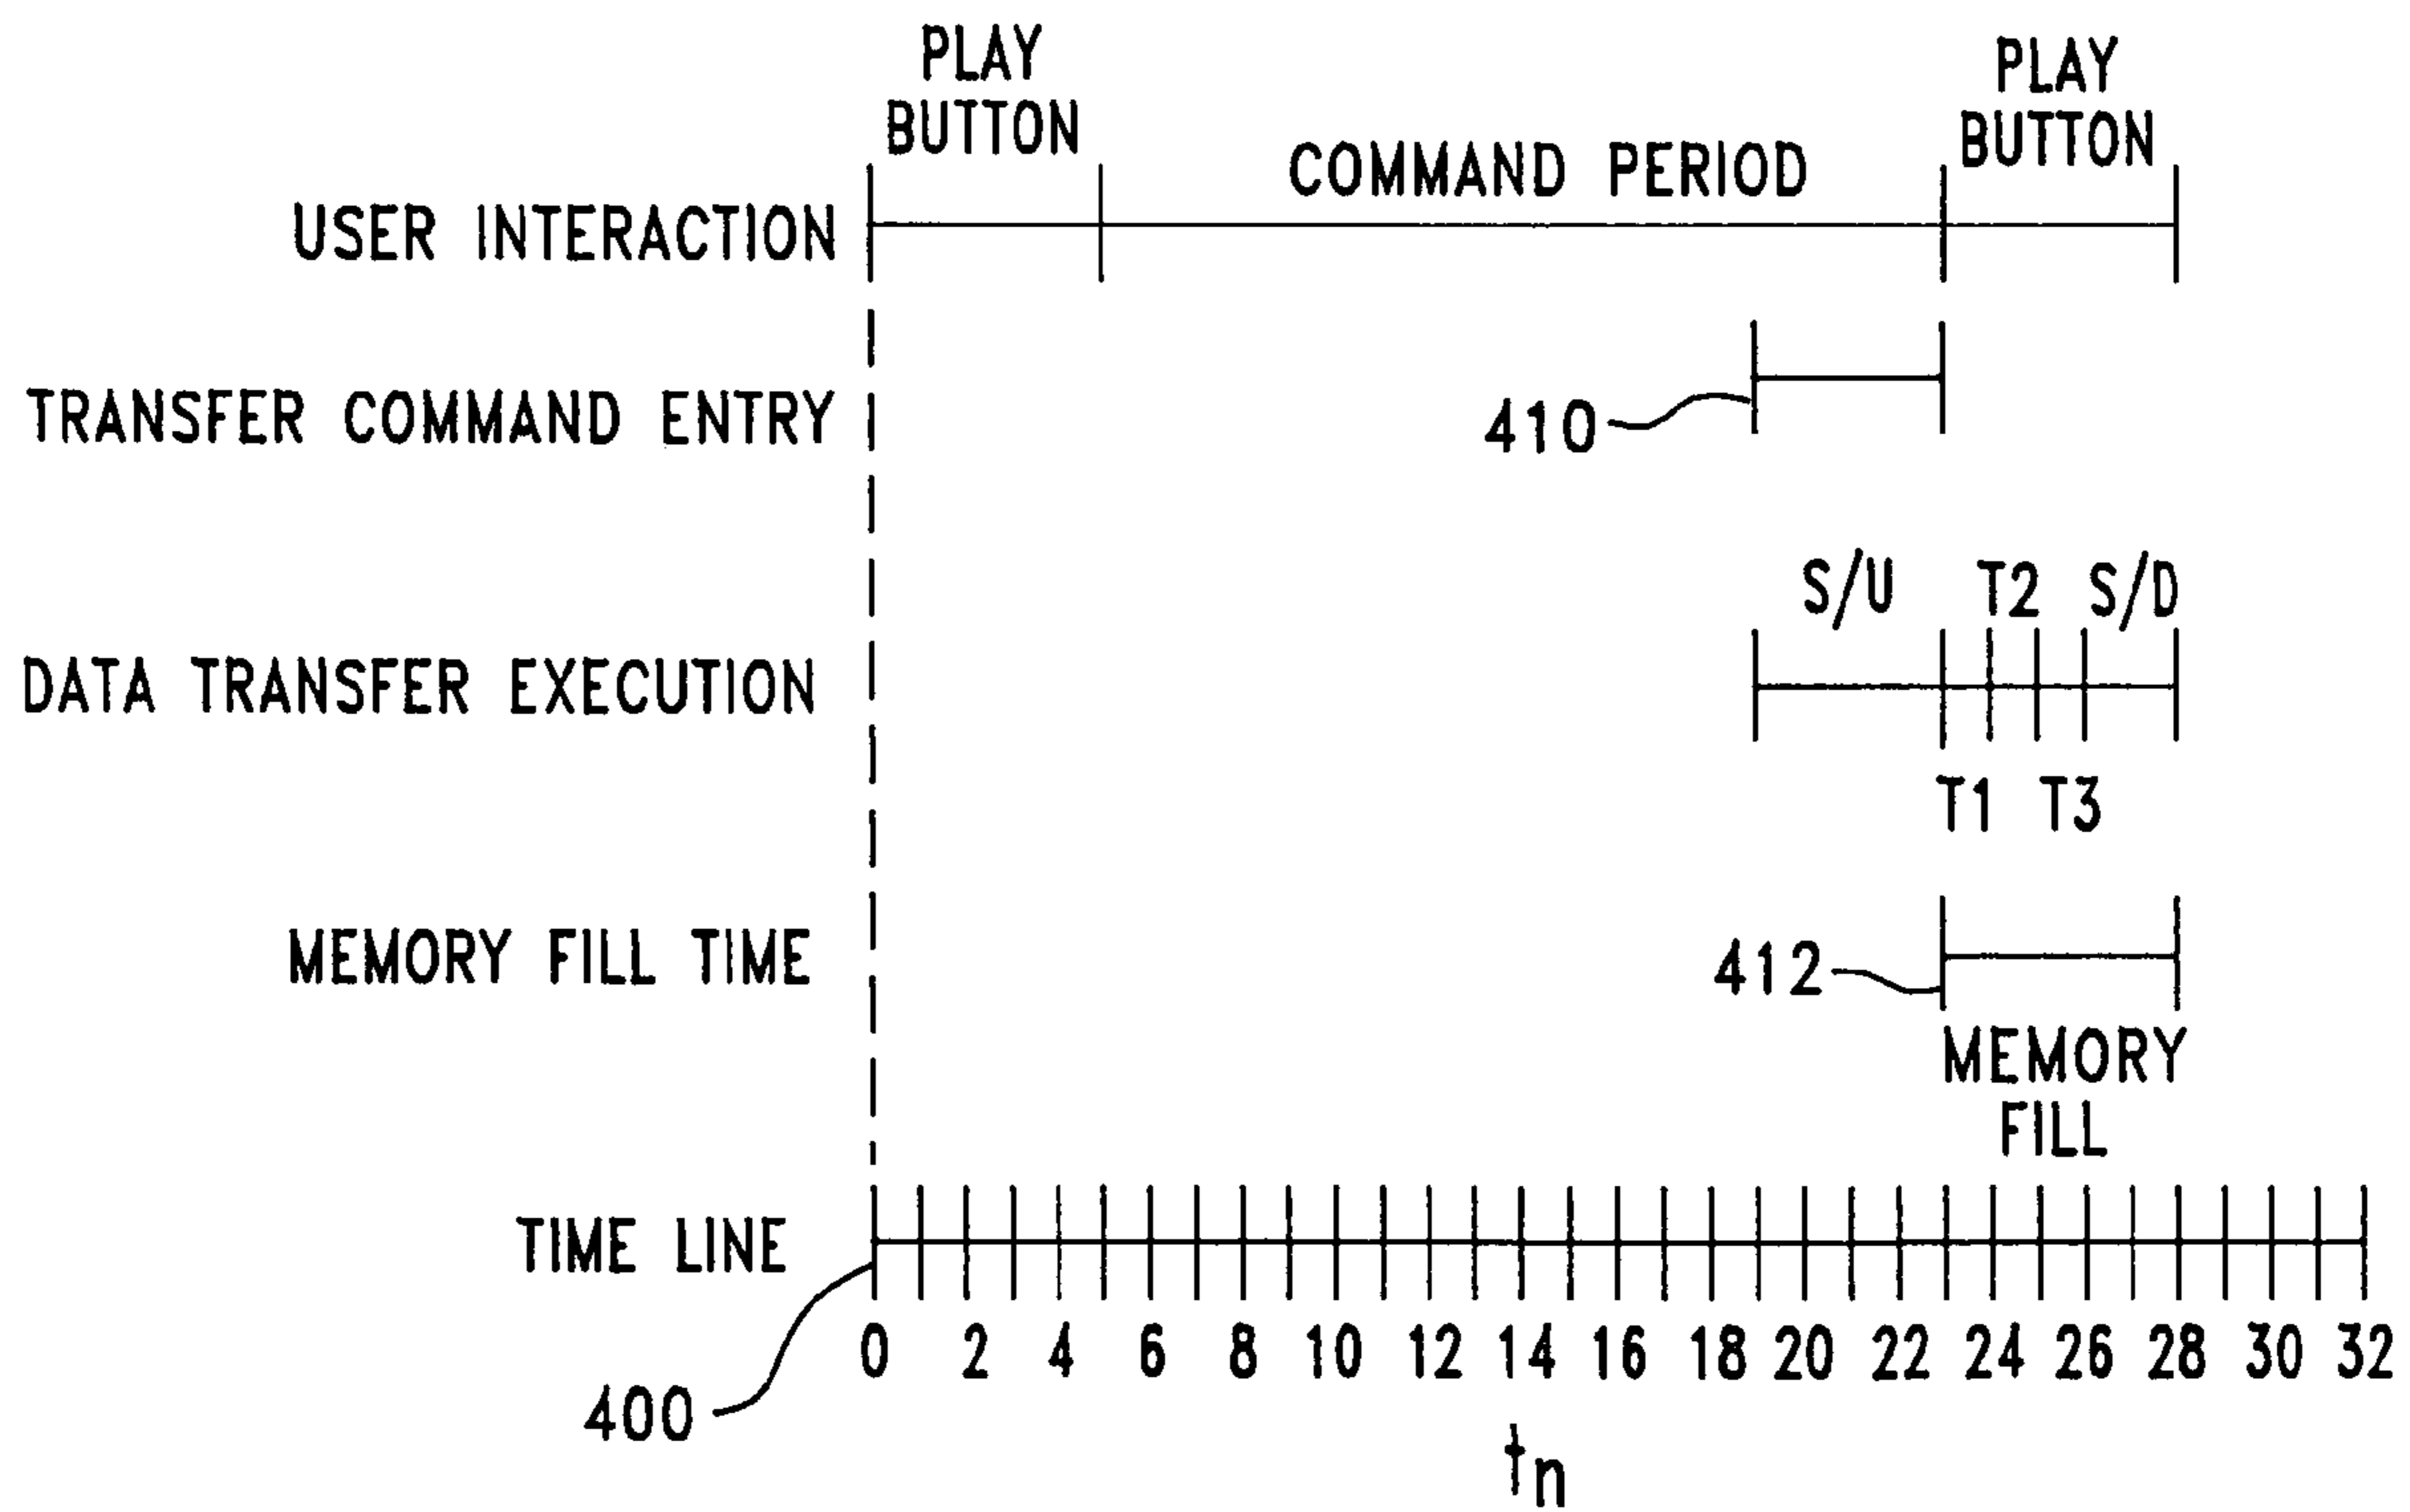 PLAY
BUTTON
PLAY
BUTTON
COMMAND PERIOD
USER INTERACTION
TRANSFER COMMAND ENTRY
410
S/U T2 S/D
DATA TRANSFER EXECUTION
T1 T3
MEMORY FILL TIME
412
MEMORY
FILL
TIME LINE
0 2 4 6 8 10 12 14 16 18 20 22 24 26 28 30 32
400
tn